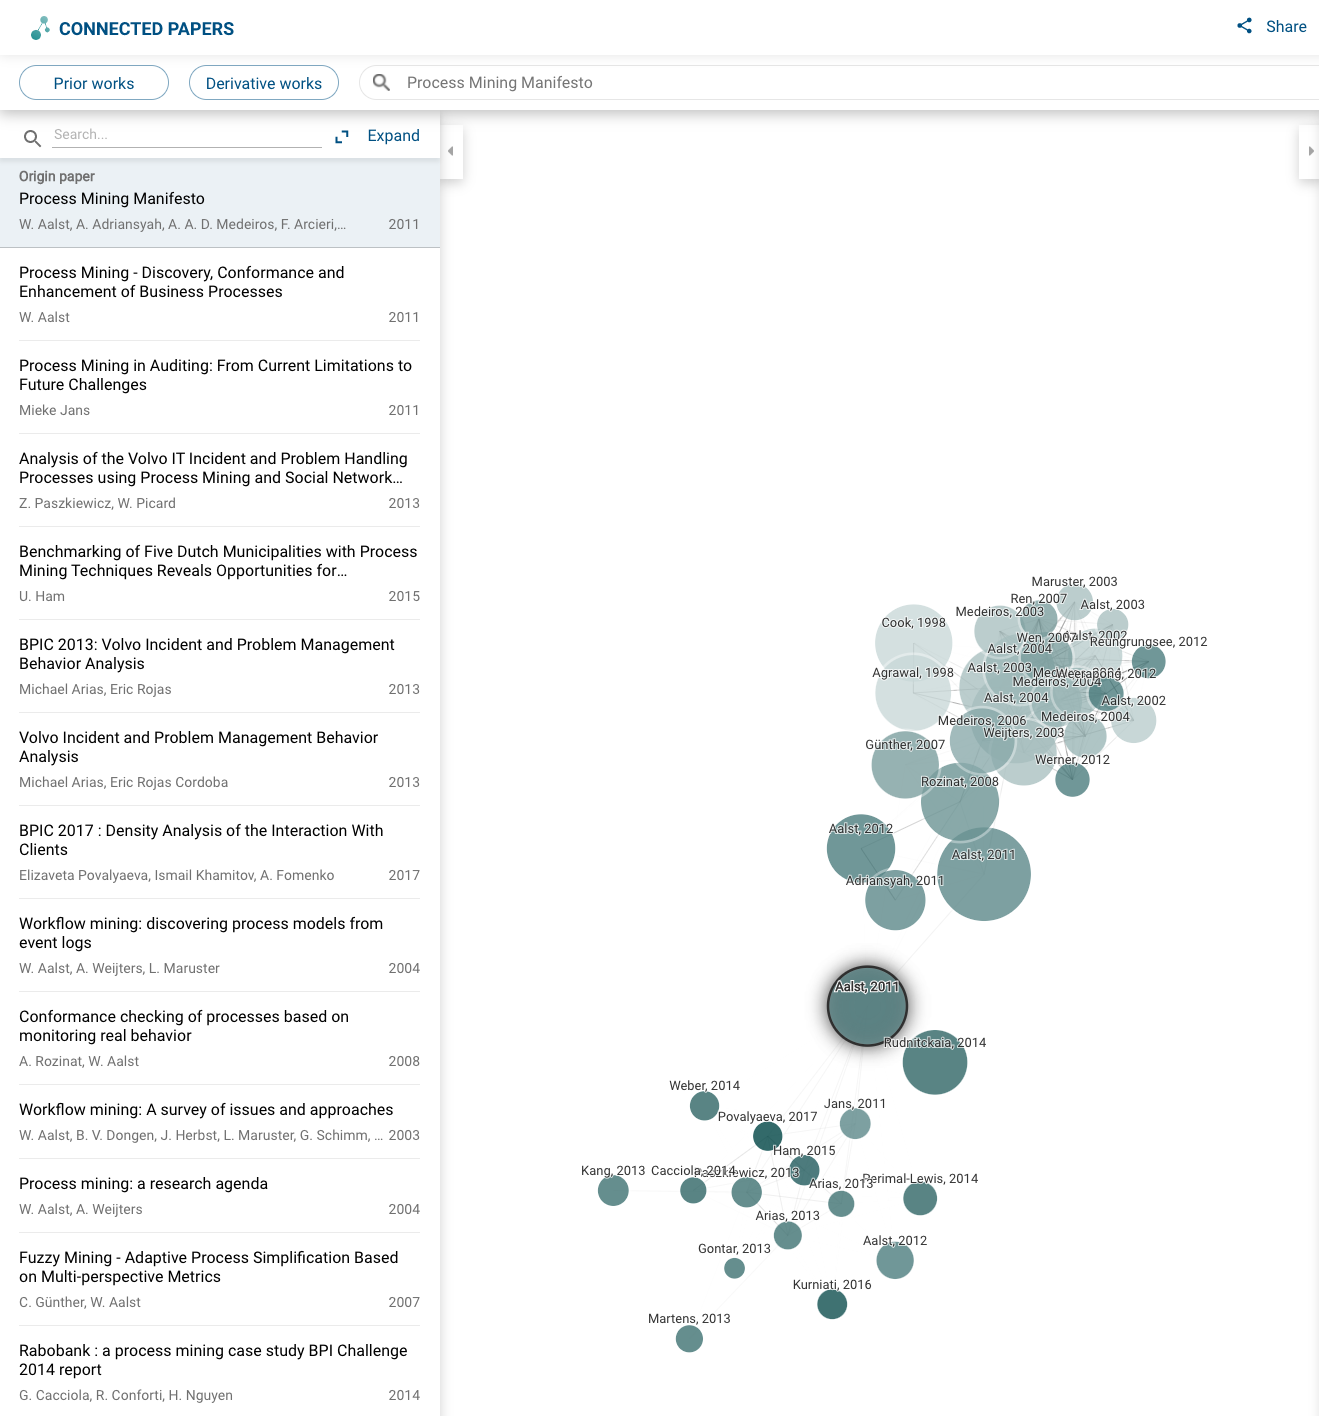 CONNECTED PAPERS
Share
Prior works
Derivative works
Process Mining Manifesto
Search...
Expand
Origin paper
Process Mining Manifesto
W. Aalst, A. Adriansyah, A. A. D. Medeiros, F. Arcieri,... 2011
Process Mining - Discovery, Conformance and
Enhancement of Business Processes
W. Aalst 2011
Process Mining in Auditing: From Current Limitations to
Future Challenges
Mieke Jans 2011
Analysis of the Volvo IT Incident and Problem Handling
Processes using Process Mining and Social Network...
Z. Paszkiewicz, W. Picard 2013
Benchmarking of Five Dutch Municipalities with Process
Mining Techniques Reveals Opportunities for...
U. Ham 2015
BPIC 2013: Volvo Incident and Problem Management
Behavior Analysis
Michael Arias, Eric Rojas 2013
Volvo Incident and Problem Management Behavior
Analysis
Michael Arias, Eric Rojas Cordoba 2013
BPIC 2017 : Density Analysis of the Interaction With
Clients
Elizaveta Povalyaeva, Ismail Khamitov, A. Fomenko 2017
Workflow mining: discovering process models from
event logs
W. Aalst, A. Weijters, L. Maruster 2004
Conformance checking of processes based on
monitoring real behavior
A. Rozinat, W. Aalst 2008
Workflow mining: A survey of issues and approaches
W. Aalst, B. V. Dongen, J. Herbst, L. Maruster, G. Schimm, ... 2003
Process mining: a research agenda
W. Aalst, A. Weijters 2004
Fuzzy Mining - Adaptive Process Simplification Based
on Multi-perspective Metrics
C. Günther, W. Aalst 2007
Rabobank : a process mining case study BPI Challenge
2014 report
G. Cacciola, R. Conforti, H. Nguyen 2014
Maruster, 2003
Ren, 2007
Aalst, 2003
Medeiros, 2003
Cook, 1998
Wen, 2007
Aalst, 2002
Reungrungsee, 2012
Aalst, 2004
Aalst, 2003
Agrawal, 1998
Weerapong, 2012
Medeiros, 2004
Aalst, 2004
Aalst, 2002
Medeiros, 2004
Medeiros, 2006
Weijters, 2003
Günther, 2007
Werner, 2012
Rozinat, 2008
Aalst, 2012
Aalst, 2011
Adriansyah, 2011
Aalst, 2011
Rudnitckaia, 2014
Weber, 2014
Jans, 2011
Povalyaeva, 2017
Ham, 2015
Kang, 2013
Cacciola, 2014
Paszkiewicz, 2013
Arias, 2013
Perimal-Lewis, 2014
Arias, 2013
Aalst, 2012
Gontar, 2013
Kurniati, 2016
Martens, 2013